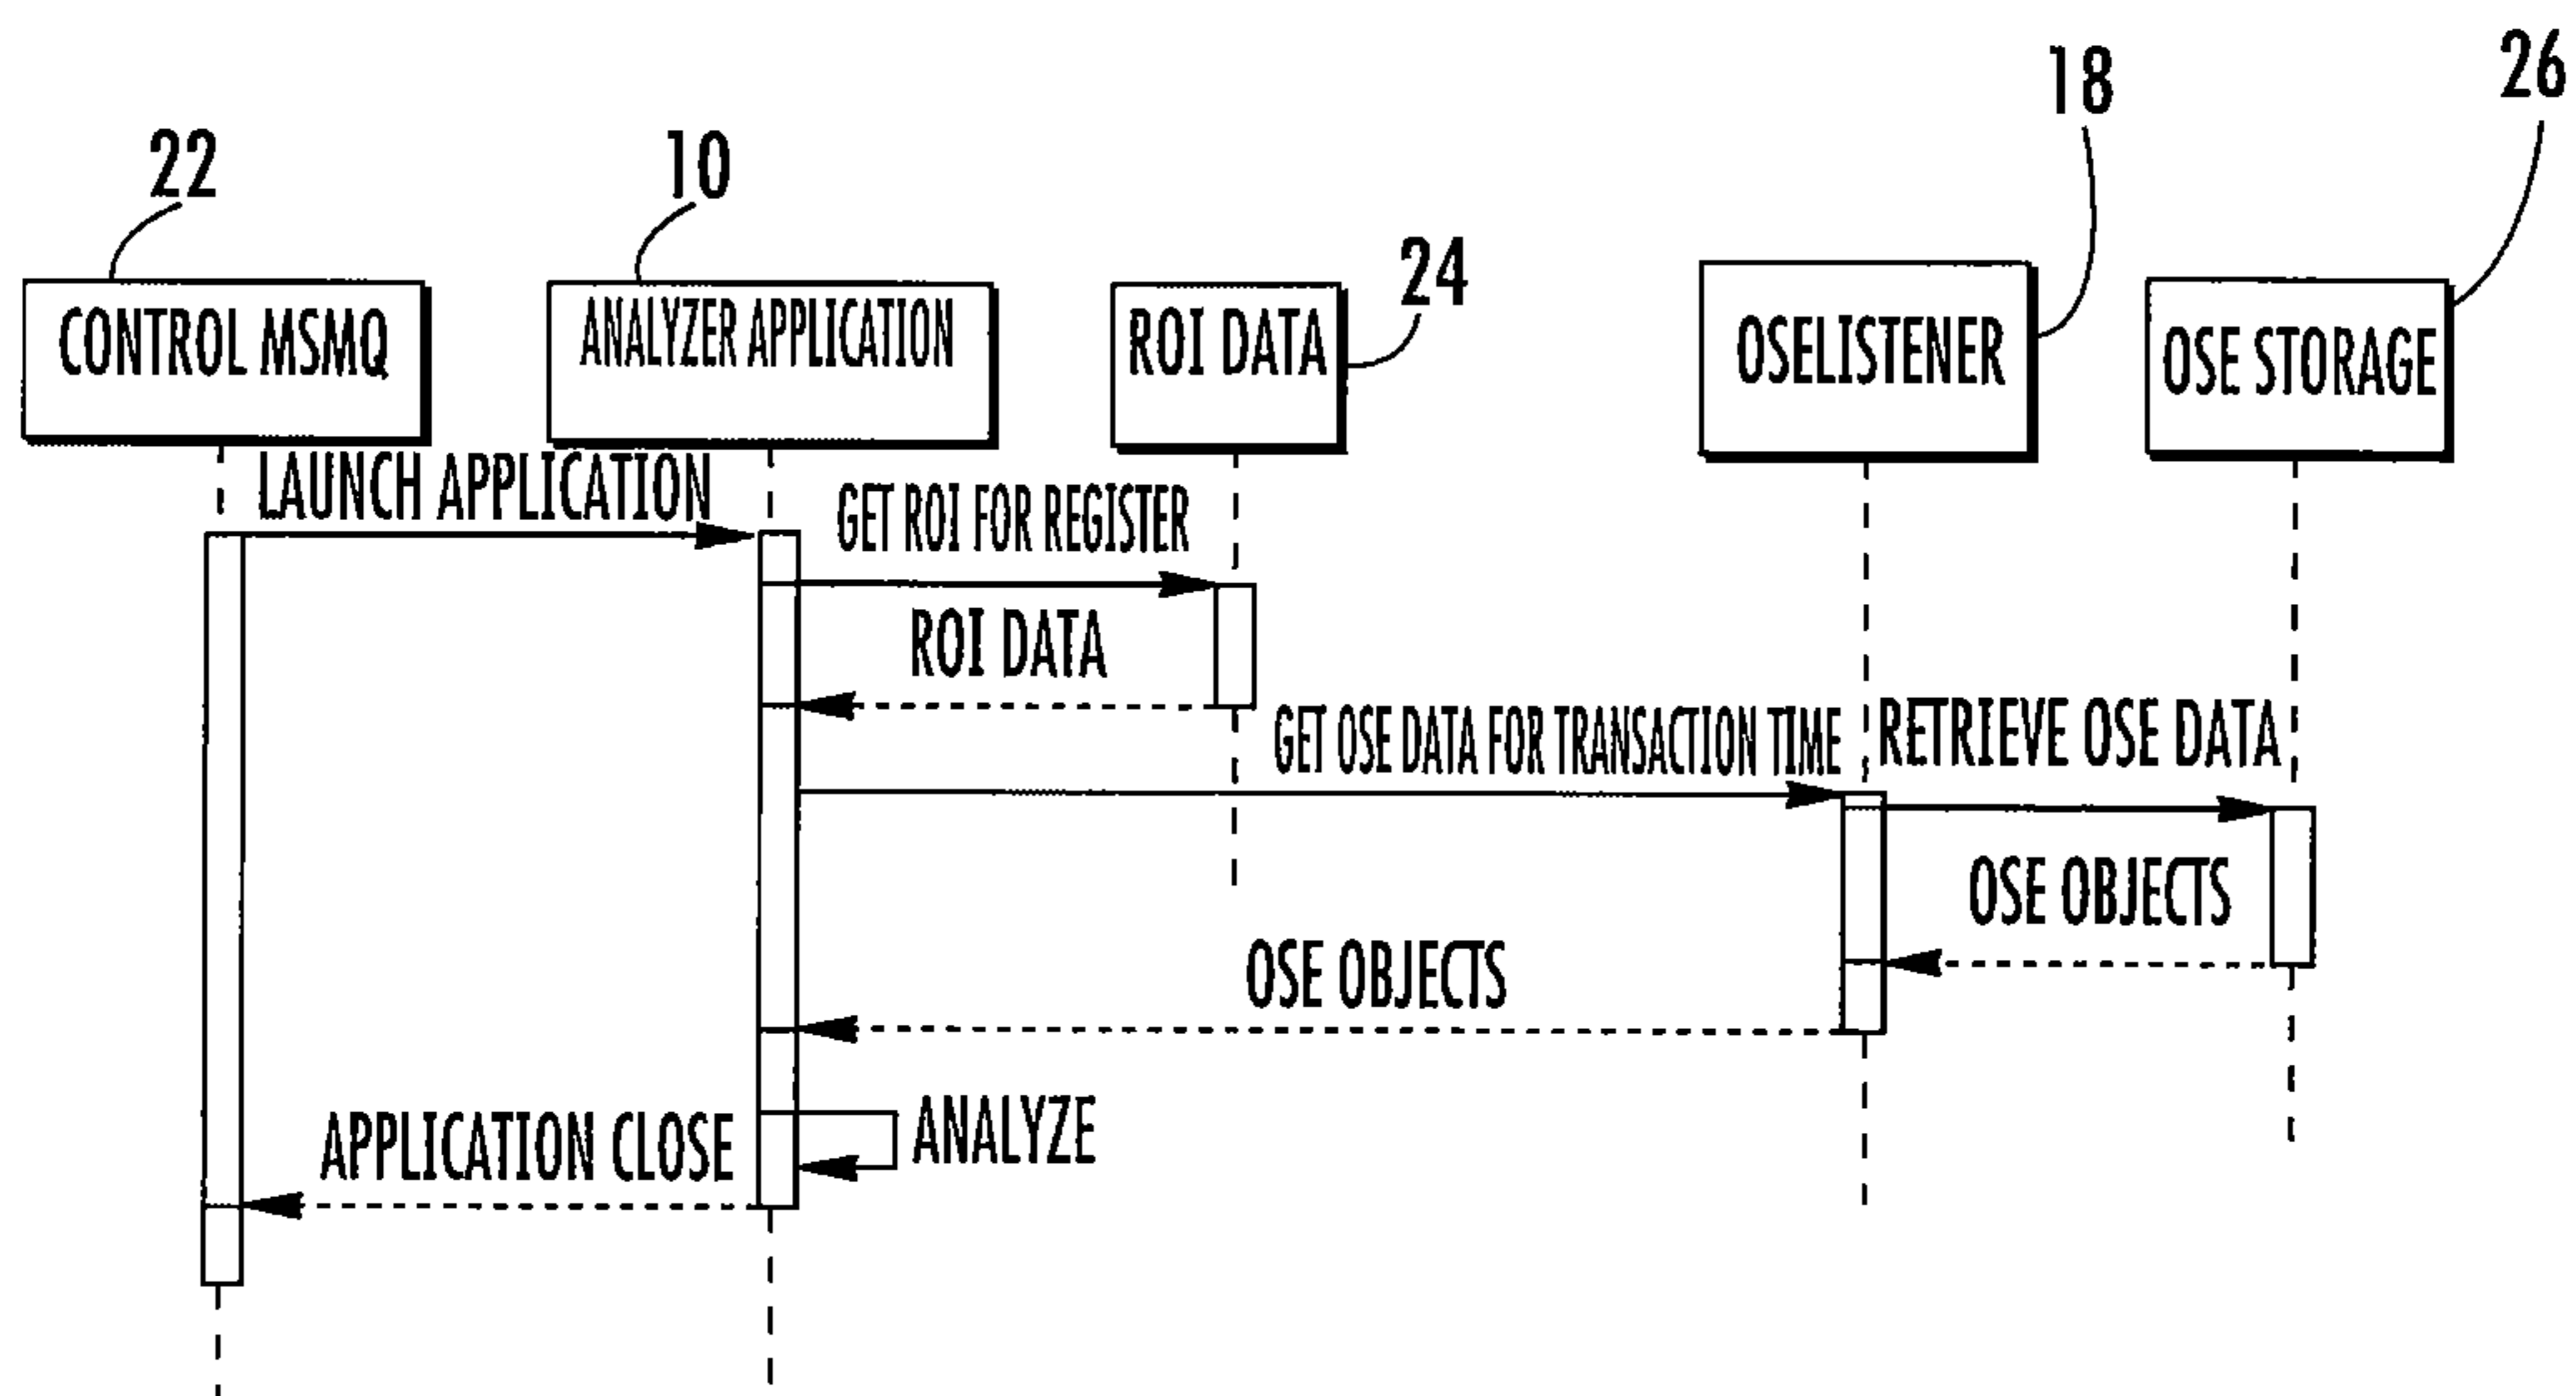 22
10
24
18
26
CONTROL MSMQ
ANALYZER APPLICATION
ROI DATA
OSELISTENER
OSE STORAGE
LAUNCH APPLICATION
GET ROI FOR REGISTER
ROI DATA
GET OSE DATA FOR TRANSACTION TIME
RETRIEVE OSE DATA
OSE OBJECTS
OSE OBJECTS
ANALYZE
APPLICATION CLOSE